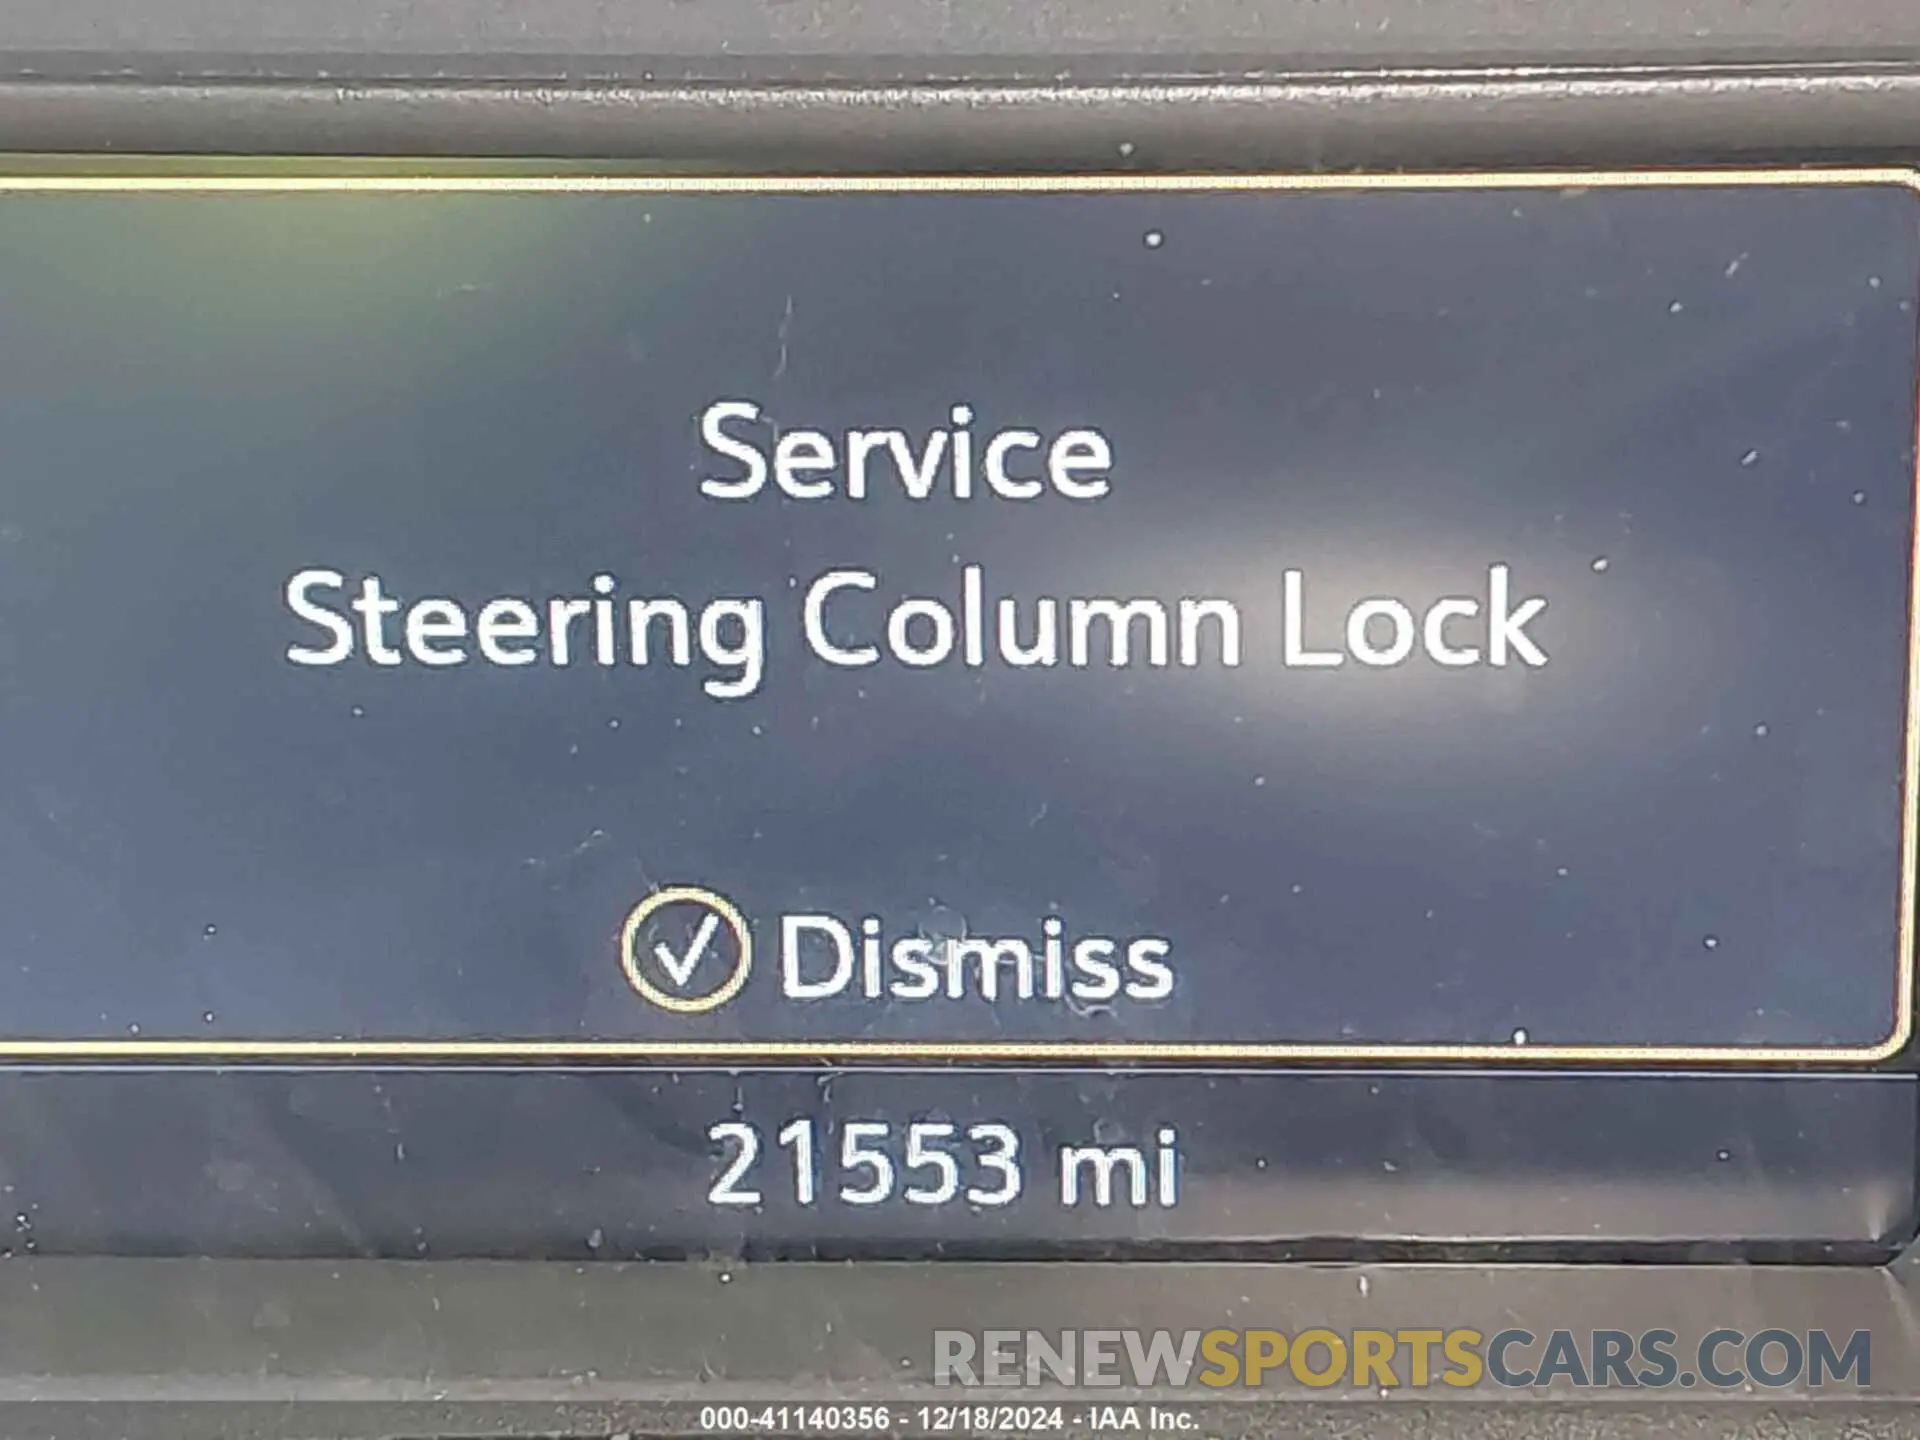 Service
Steering Column Lock
Dismiss
21553 mi
RENEWSPORTSCARS.COM
000-41140356 - 12/18/2024 - IAA Inc.